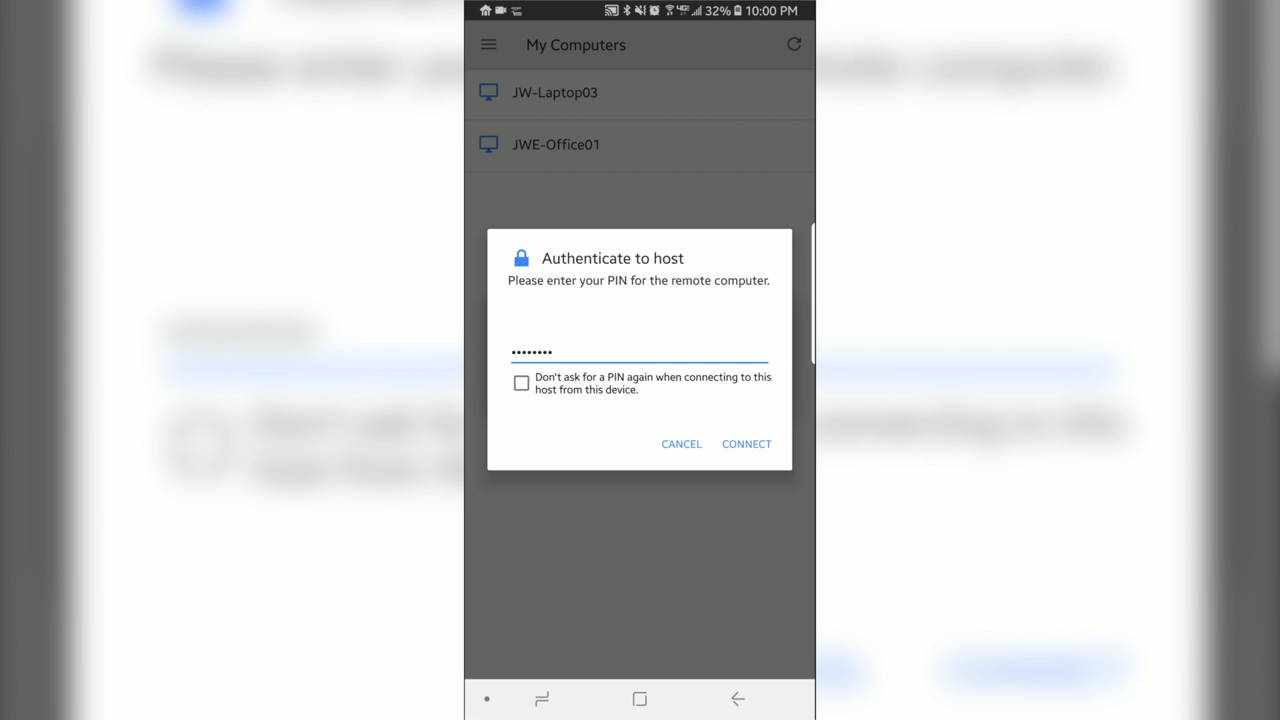 32% 10:00 PM
My Computers
JW-Laptop03
JWE-Office01
Authenticate to host
Please enter your PIN for the remote computer.
••••••••
Don't ask for a PIN again when connecting to this
host from this device.
CANCEL CONNECT